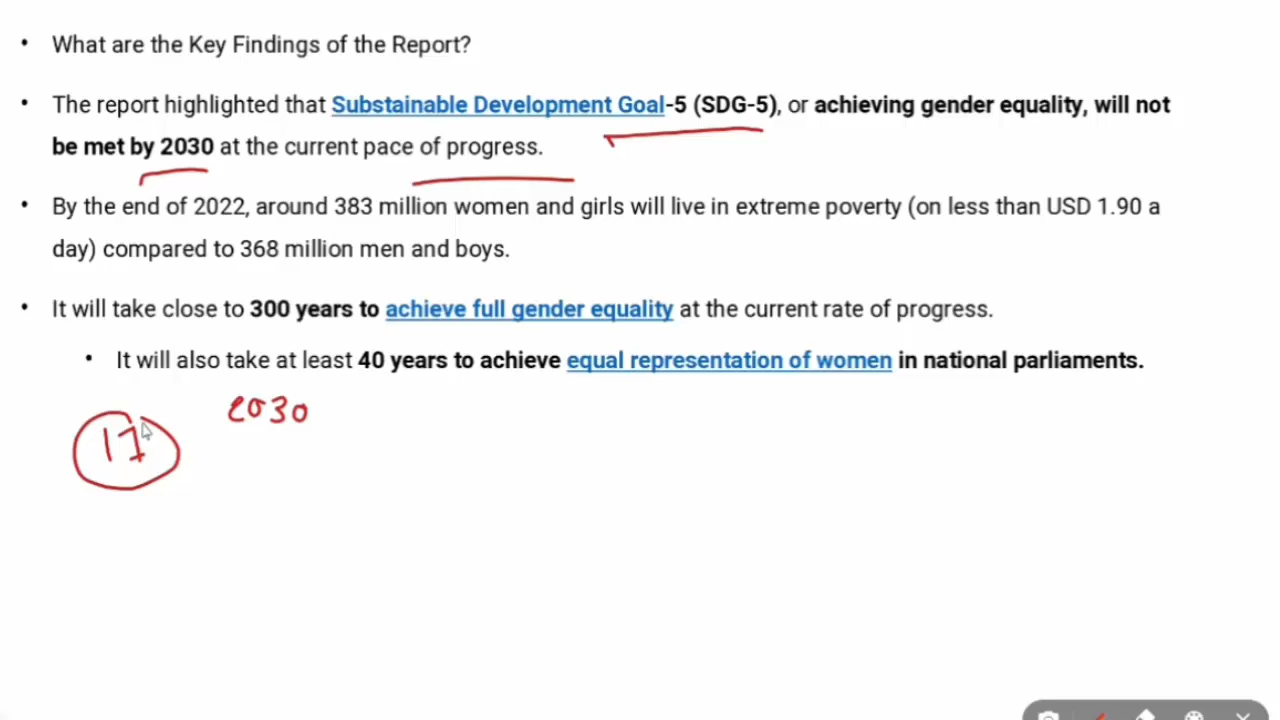 • What are the Key Findings of the Report?
• The report highlighted that Substainable Development Goal-5 (SDG-5), or achieving gender equality, will not
be met by 2030 at the current pace of progress.
• By the end of 2022, around 383 million women and girls will live in extreme poverty (on less than USD 1.90 a
day) compared to 368 million men and boys.
• It will take close to 300 years to achieve full gender equality at the current rate of progress.
• It will also take at least 40 years to achieve equal representation of women in national parliaments.
2030
17